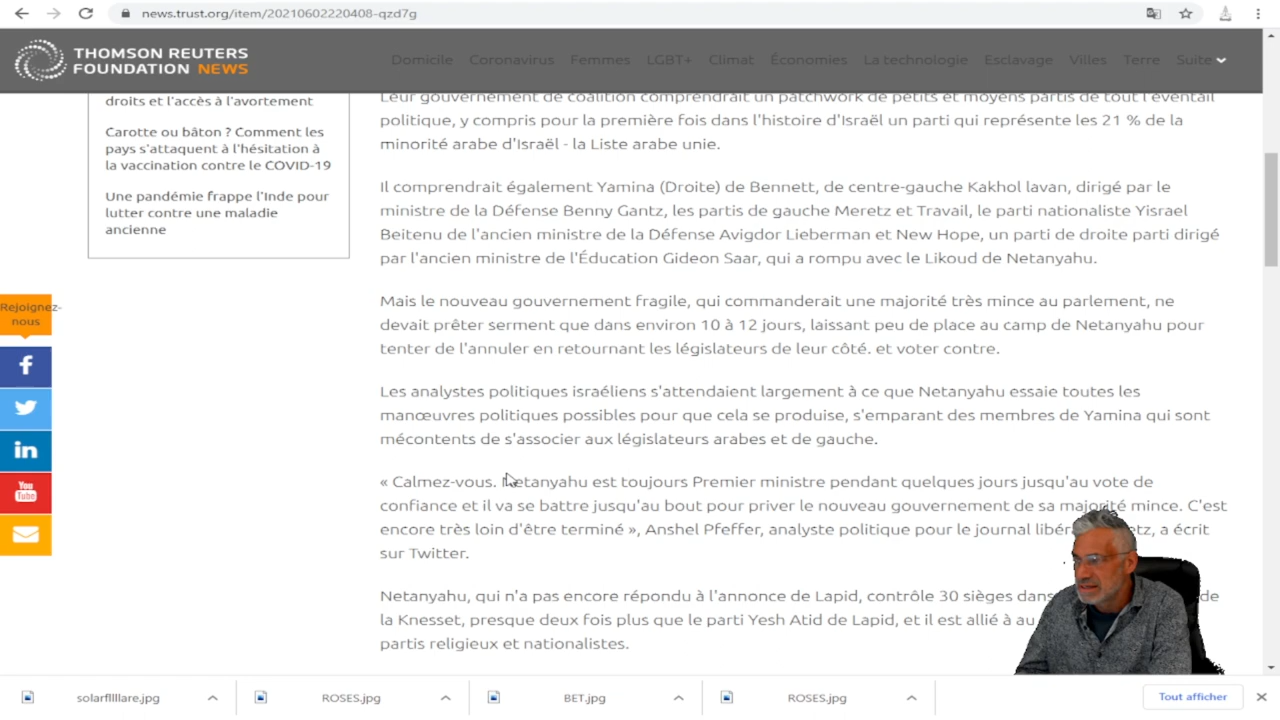 news.trust.org/item/20210602220408-qzd7g
THOMSON REUTERS
FOUNDATION NEWS
Domicile Coronavirus Femmes LGBT+ Climat Économies La technologie Esclavage Villes Terre Suite
droits et l'accès à l'avortement
Carotte ou bâton ? Comment les
pays s'attaquent à l'hésitation à
la vaccination contre le COVID-19
Une pandémie frappe l'Inde pour
lutter contre une maladie
ancienne
Rejoignez-
nous
You
Tube
Leur gouvernement de coalition comprendrait un patchwork de petits et moyens partis de tout l'éventail
politique, y compris pour la première fois dans l'histoire d'Israël un parti qui représente les 21 % de la
minorité arabe d'Israël - la Liste arabe unie.
Il comprendrait également Yamina (Droite) de Bennett, de centre-gauche Kakhol lavan, dirigé par le
ministre de la Défense Benny Gantz, les partis de gauche Meretz et Travail, le parti nationaliste Yisrael
Beitenu de l'ancien ministre de la Défense Avigdor Lieberman et New Hope, un parti de droite parti dirigé
par l'ancien ministre de l'Éducation Gideon Saar, qui a rompu avec le Likoud de Netanyahu.
Mais le nouveau gouvernement fragile, qui commanderait une majorité très mince au parlement, ne
devait prêter serment que dans environ 10 à 12 jours, laissant peu de place au camp de Netanyahu pour
tenter de l'annuler en retournant les législateurs de leur côté. et voter contre.
Les analystes politiques israéliens s'attendaient largement à ce que Netanyahu essaie toutes les
manœuvres politiques possibles pour que cela se produise, s'emparant des membres de Yamina qui sont
mécontents de s'associer aux législateurs arabes et de gauche.
« Calmez-vous. Netanyahu est toujours Premier ministre pendant quelques jours jusqu'au vote de
confiance et il va se battre jusqu'au bout pour priver le nouveau gouvernement de sa majorité mince. C'est
encore très loin d'être terminé », Anshel Pfeffer, analyste politique pour le journal a écrit
sur Twitter.
Netanyahu, qui n'a pas encore répondu à l'annonce de Lapid, contrôle 30 sièges de
la Knesset, presque deux fois plus que le parti Yesh Atid de Lapid, et il est allié à
partis religieux et nationalistes.
solarflllllare.jpg ROSES.jpg BET.jpg ROSES.jpg Tout afficher